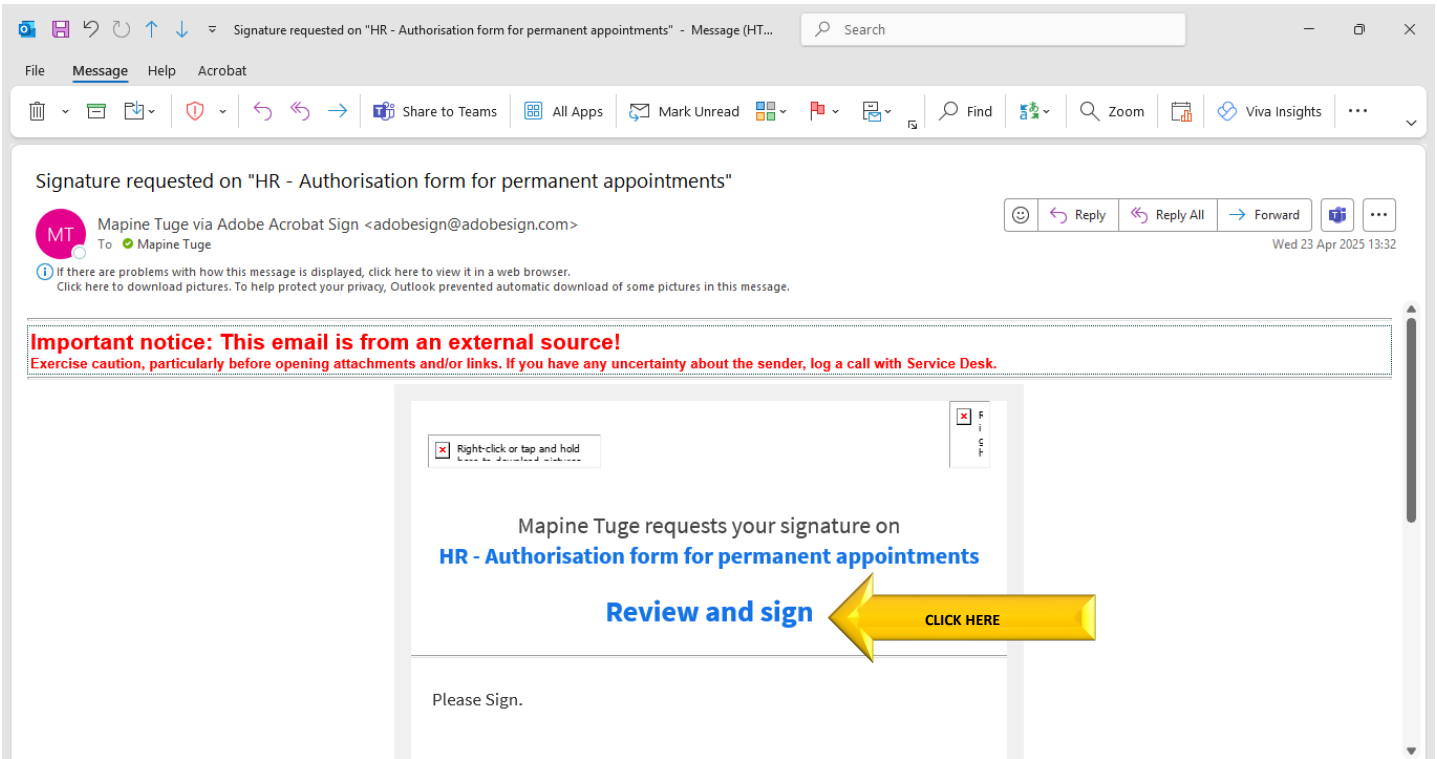 Signature requested on "HR - Authorisation form for permanent appointments" - Message (HT...
Search
File Message Help Acrobat
Share to Teams All Apps Mark Unread Find Zoom Viva Insights
Signature requested on "HR - Authorisation form for permanent appointments"
MT
Mapine Tuge via Adobe Acrobat Sign <adobesign@adobesign.com>
To Mapine Tuge
Reply Reply All Forward
Wed 23 Apr 2025 13:32
If there are problems with how this message is displayed, click here to view it in a web browser.
Click here to download pictures. To help protect your privacy, Outlook prevented automatic download of some pictures in this message.
Important notice: This email is from an external source!
Exercise caution, particularly before opening attachments and/or links. If you have any uncertainty about the sender, log a call with Service Desk.
Right-click or tap and hold
Mapine Tuge requests your signature on
HR - Authorisation form for permanent appointments
Review and sign
CLICK HERE
Please Sign.